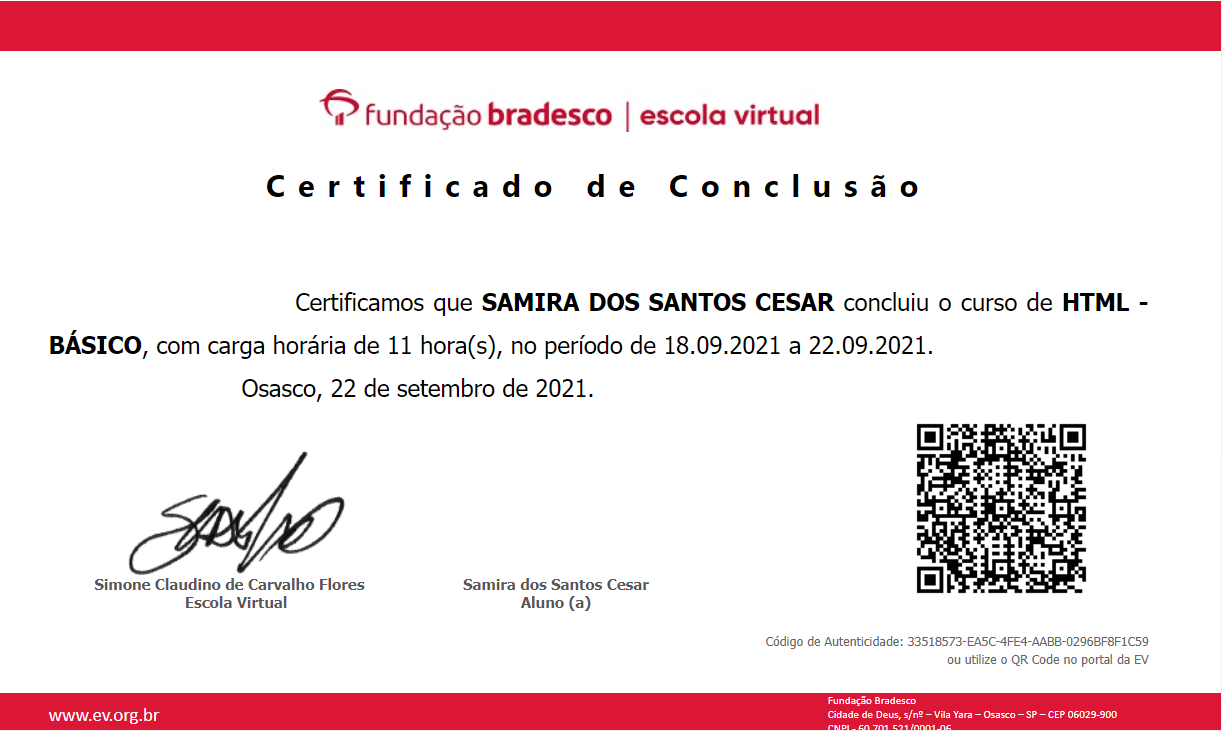 fundação bradesco | escola virtual
Certificado de Conclusão
Certificamos que SAMIRA DOS SANTOS CESAR concluiu o curso de HTML -
BÁSICO, com carga horária de 11 hora(s), no período de 18.09.2021 a 22.09.2021.
Osasco, 22 de setembro de 2021.
Simone Claudino de Carvalho Flores
Escola Virtual
Samira dos Santos Cesar
Aluno (a)
Código de Autenticidade: 33518573-EA5C-4FE4-AABB-0296BF8F1C59
ou utilize o QR Code no portal da EV
www.ev.org.br
Fundação Bradesco
Cidade de Deus, s/nº – Vila Yara – Osasco – SP – CEP 06029-900
CNPJ - 60.701.521/0001-06